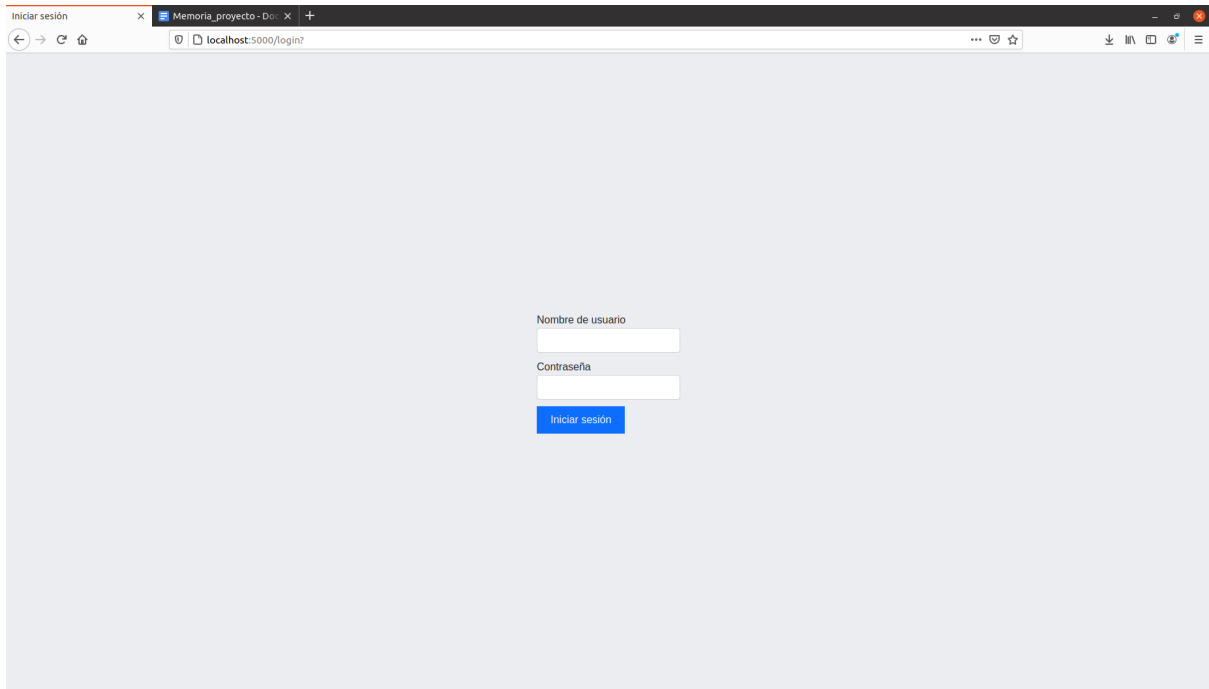 Iniciar sesión
Memoria_proyecto - Doc
localhost:5000/login?
Nombre de usuario
Contraseña
Iniciar sesión